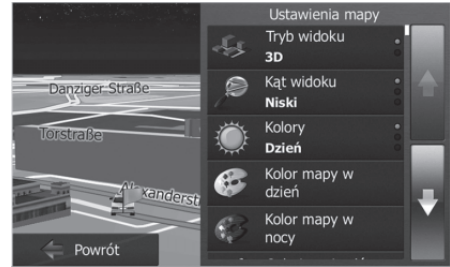 Ustawienia mapy
Tryb widoku
3D
Kąt widoku
Niski
Kolory
Dzień
Kolor mapy w
dzień
Kolor mapy w
nocy
Danziger Straße
Torstraße
Powrót